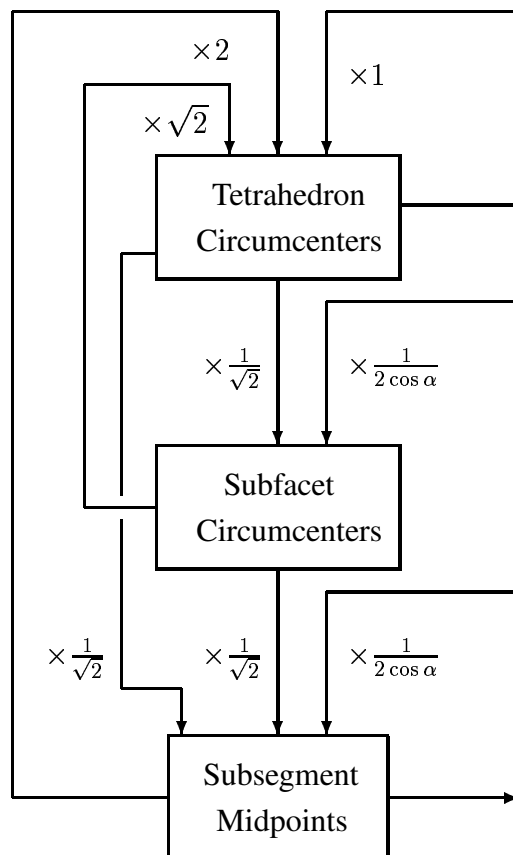 ×2
×1
×√2
Tetrahedron
Circumcenters
×1/√2
×1/(2 cos α)
Subfacet
Circumcenters
×1/√2
×1/√2
×1/(2 cos α)
Subsegment
Midpoints